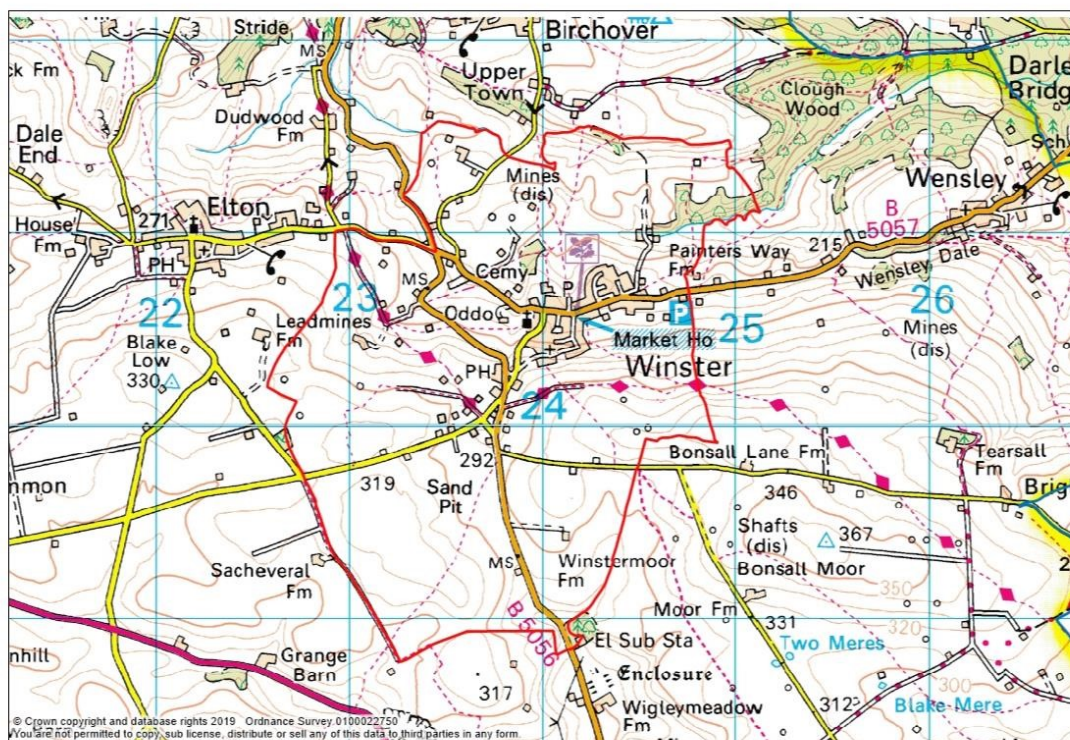 Stride
MS
Birchover
Upper
Town
Clough
Wood
Darle
Bridg
ck Fm
Dudwood
Fm
Dale
End
Mines
(dis)
Sch
Wensley
House
Fm
271
Elton
PH
B
5057
215
Painters Way
Fm
Wensley Dale
Cemy
MS
P
22
23
Leadmines
Fm
Oddo
P
25
26
Mines
(dis)
Market Ho
Blake
Low
330
Winster
PH
24
292
Bonsall Lane Fm
Tearsall
Fm
mmon
319
Sand
Pit
346
Brig
Shafts
(dis)
367
Bonsall Moor
Sacheveral
Fm
MS
Winstermoor
Fm
350
320
Moor Fm
331
B 5056
El Sub Sta
Two Meres
nhill
Grange
Barn
Enclosure
300
317
Wigleymeadow
Fm
312
Blake Mere
© Crown copyright and database rights 2019 Ordnance Survey.0100022750
You are not permitted to copy, sub license, distribute or sell any of this data to third parties in any form.